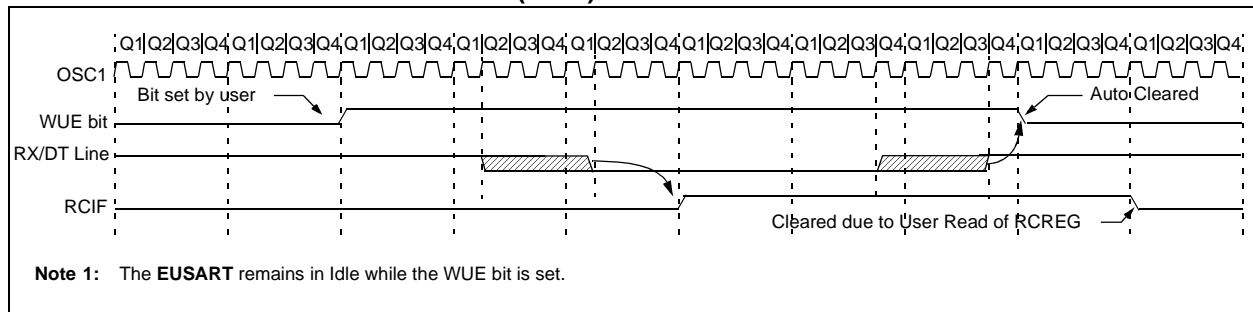 Q1 Q2 Q3 Q4 Q1 Q2 Q3 Q4 Q1 Q2 Q3 Q4 Q1 Q2 Q3 Q4 Q1 Q2 Q3 Q4 Q1 Q2 Q3 Q4 Q1 Q2 Q3 Q4 Q1 Q2 Q3 Q4 Q1 Q2 Q3 Q4 Q1 Q2 Q3 Q4
OSC1
Bit set by user
Auto Cleared
WUE bit
RX/DT Line
RCIF
Cleared due to User Read of RCREG
Note 1: The EUSART remains in Idle while the WUE bit is set.